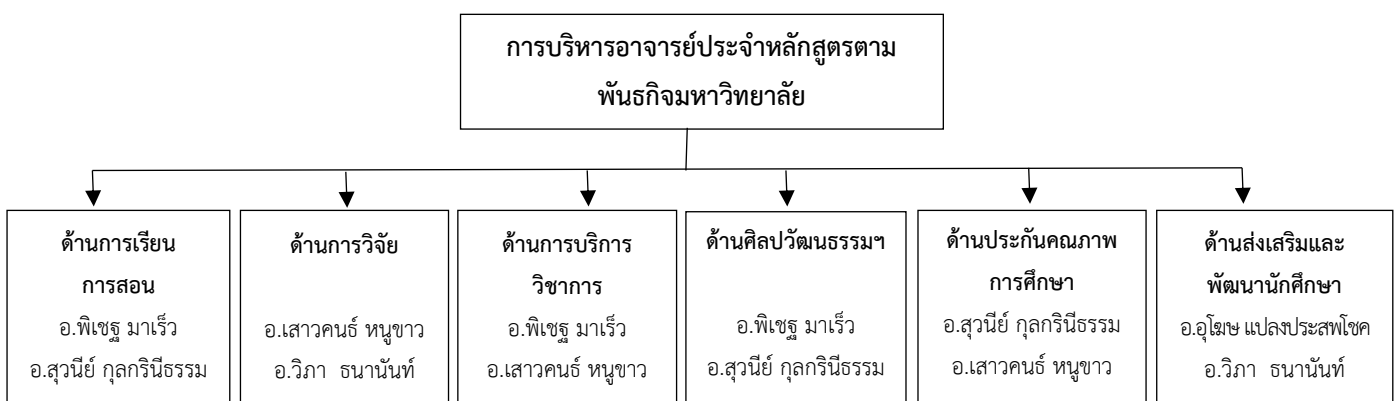 การบริหารอาจารย์ประจำหลักสูตรตาม
พันธกิจมหาวิทยาลัย
ด้านการเรียน
การสอน
อ.พิเชฐ มาเร็ว
อ.สุวนีย์ กุลกรินีธรรม
ด้านการวิจัย
อ.เสาวคนธ์ หนูขาว
อ.วิภา ธนานันท์
ด้านการบริการ
วิชาการ
อ.พิเชฐ มาเร็ว
อ.เสาวคนธ์ หนูขาว
ด้านศิลปวัฒนธรรมฯ
อ.พิเชฐ มาเร็ว
อ.สุวนีย์ กุลกรินีธรรม
ด้านประกันคณภาพ
การศึกษา
อ.สุวนีย์ กุลกรินีธรรม
อ.เสาวคนธ์ หนูขาว
ด้านส่งเสริมและ
พัฒนานักศึกษา
อ.อุโฆษ แปลงประสพโชค
อ.วิภา ธนานันท์